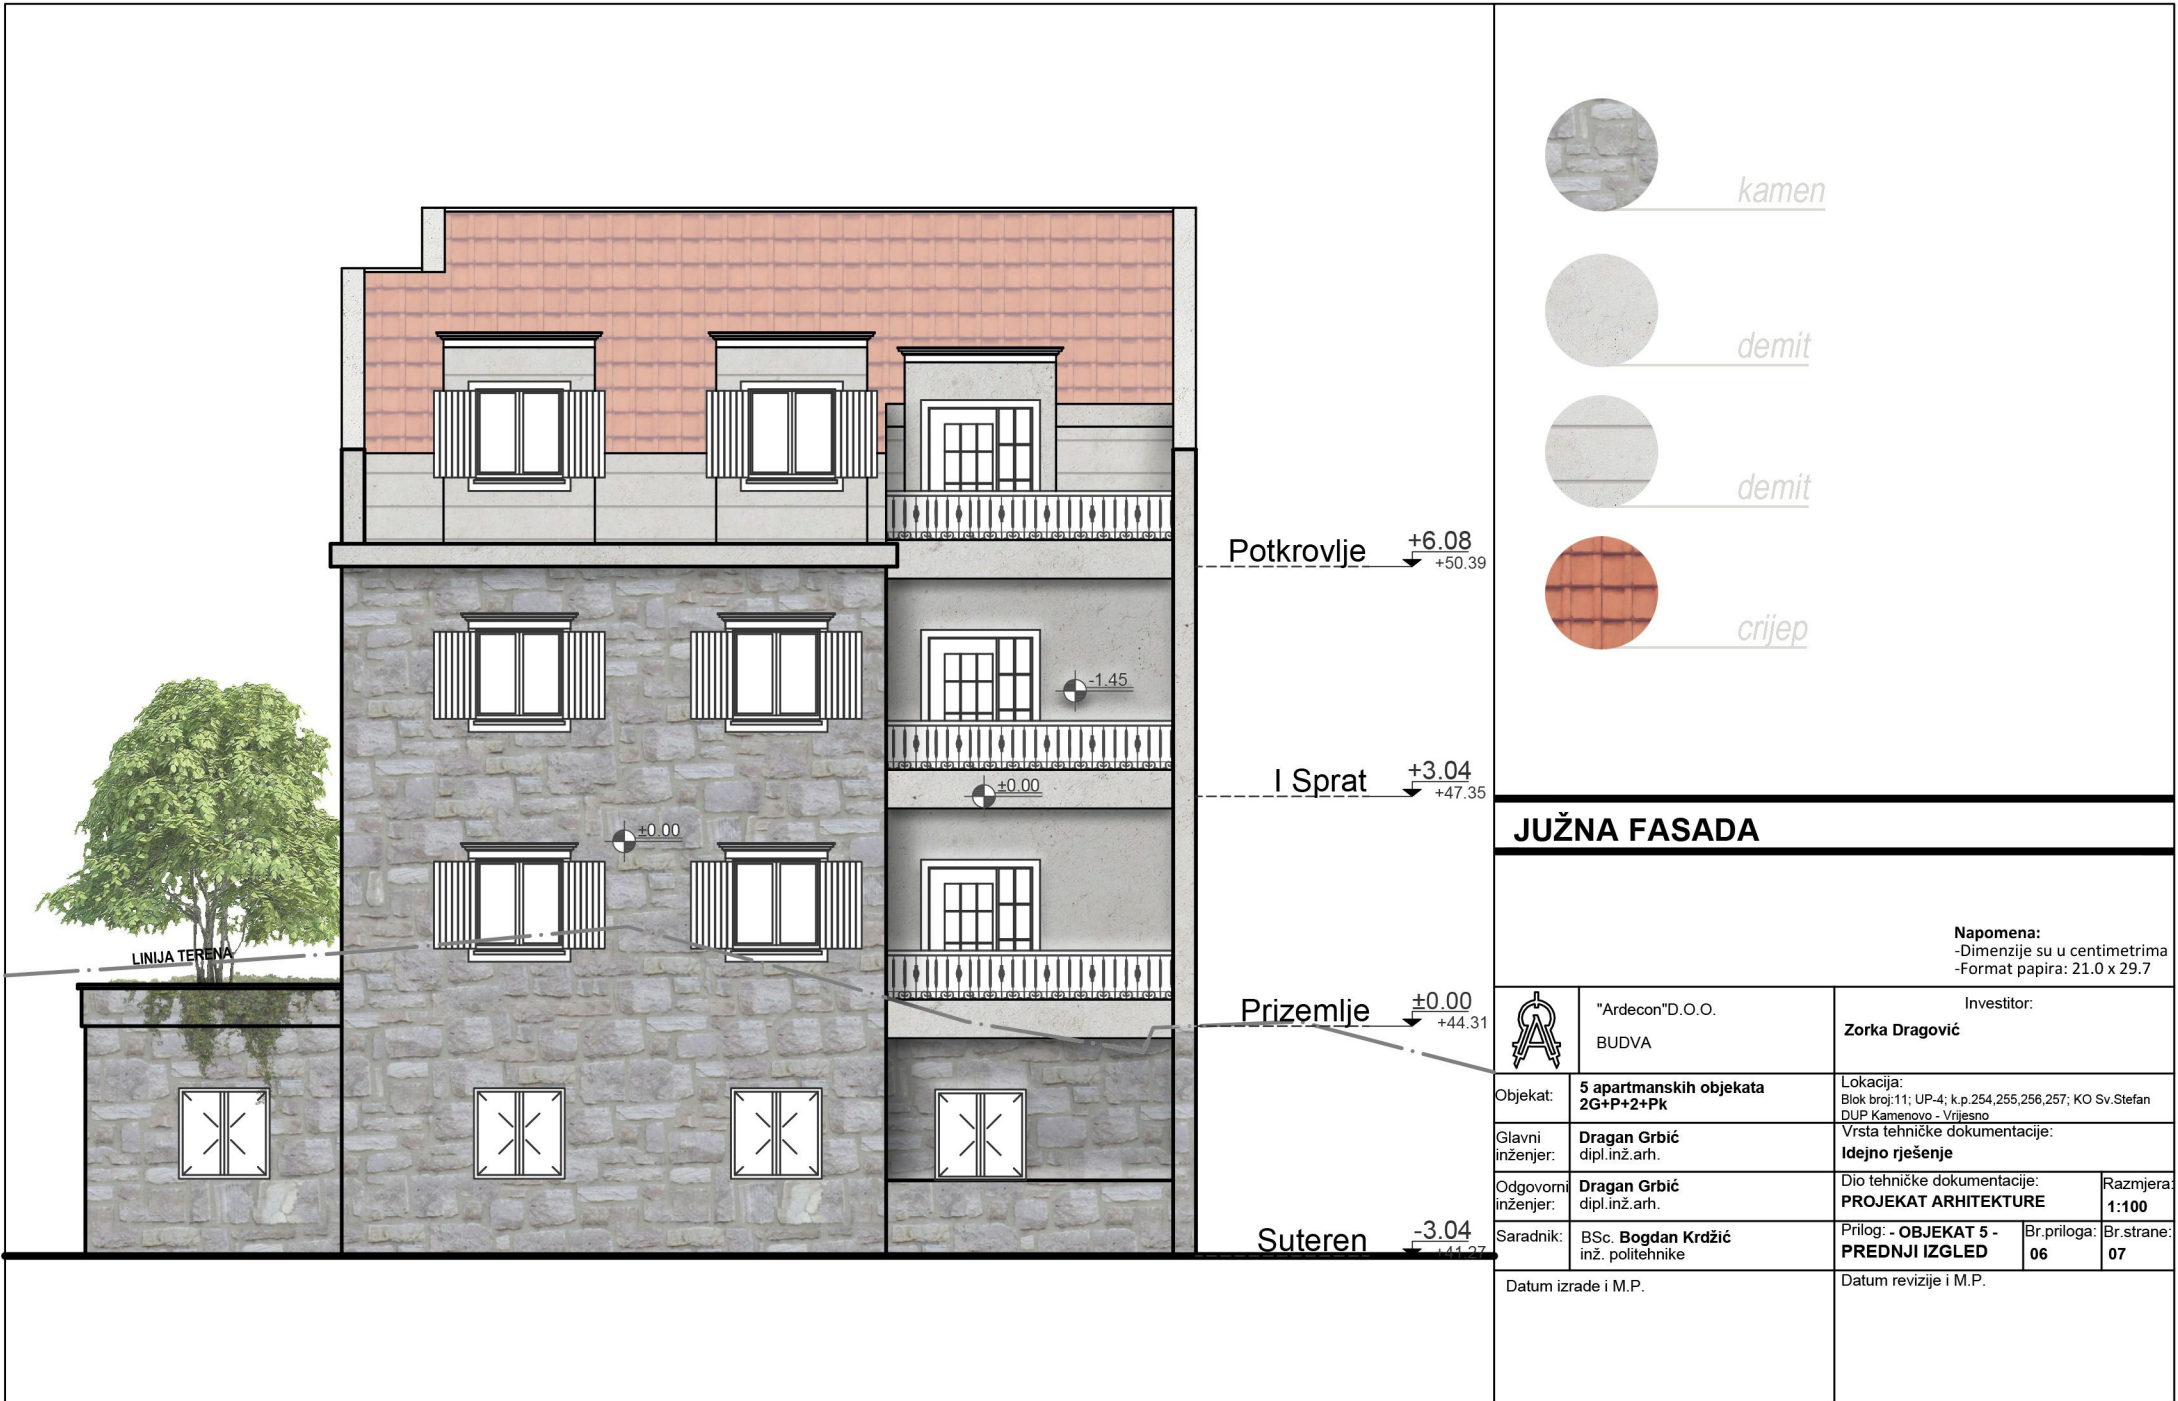 kamen
demit
demit
crijep
Potkrovlje
+6.08
+50.39
-1.45
I Sprat
+3.04
+47.35
±0.00
±0.00
LINIJA TERENA
Prizemlje
±0.00
+44.31
Suteren
-3.04
+41.27
JUŽNA FASADA
Napomena:
-Dimenzije su u centimetrima
-Format papira: 21.0 x 29.7
"Ardecon"D.O.O.
BUDVA
Investitor:
Zorka Dragović
Objekat:
5 apartmanskih objekata
2G+P+2+Pk
Lokacija:
Blok broj:11; UP-4; k.p.254,255,256,257; KO Sv.Stefan
DUP Kamenovo - Vrijesno
Glavni
inženjer:
Dragan Grbić
dipl.inž.arh.
Vrsta tehničke dokumentacije:
Idejno rješenje
Odgovorni
inženjer:
Dragan Grbić
dipl.inž.arh.
Dio tehničke dokumentacije:
PROJEKAT ARHITEKTURE
Razmjera:
1:100
Saradnik:
BSc. Bogdan Krdžić
inž. politehnike
Prilog: - OBJEKAT 5 -
PREDNJI IZGLED
Br.priloga:
06
Br.strane:
07
Datum izrade i M.P.
Datum revizije i M.P.